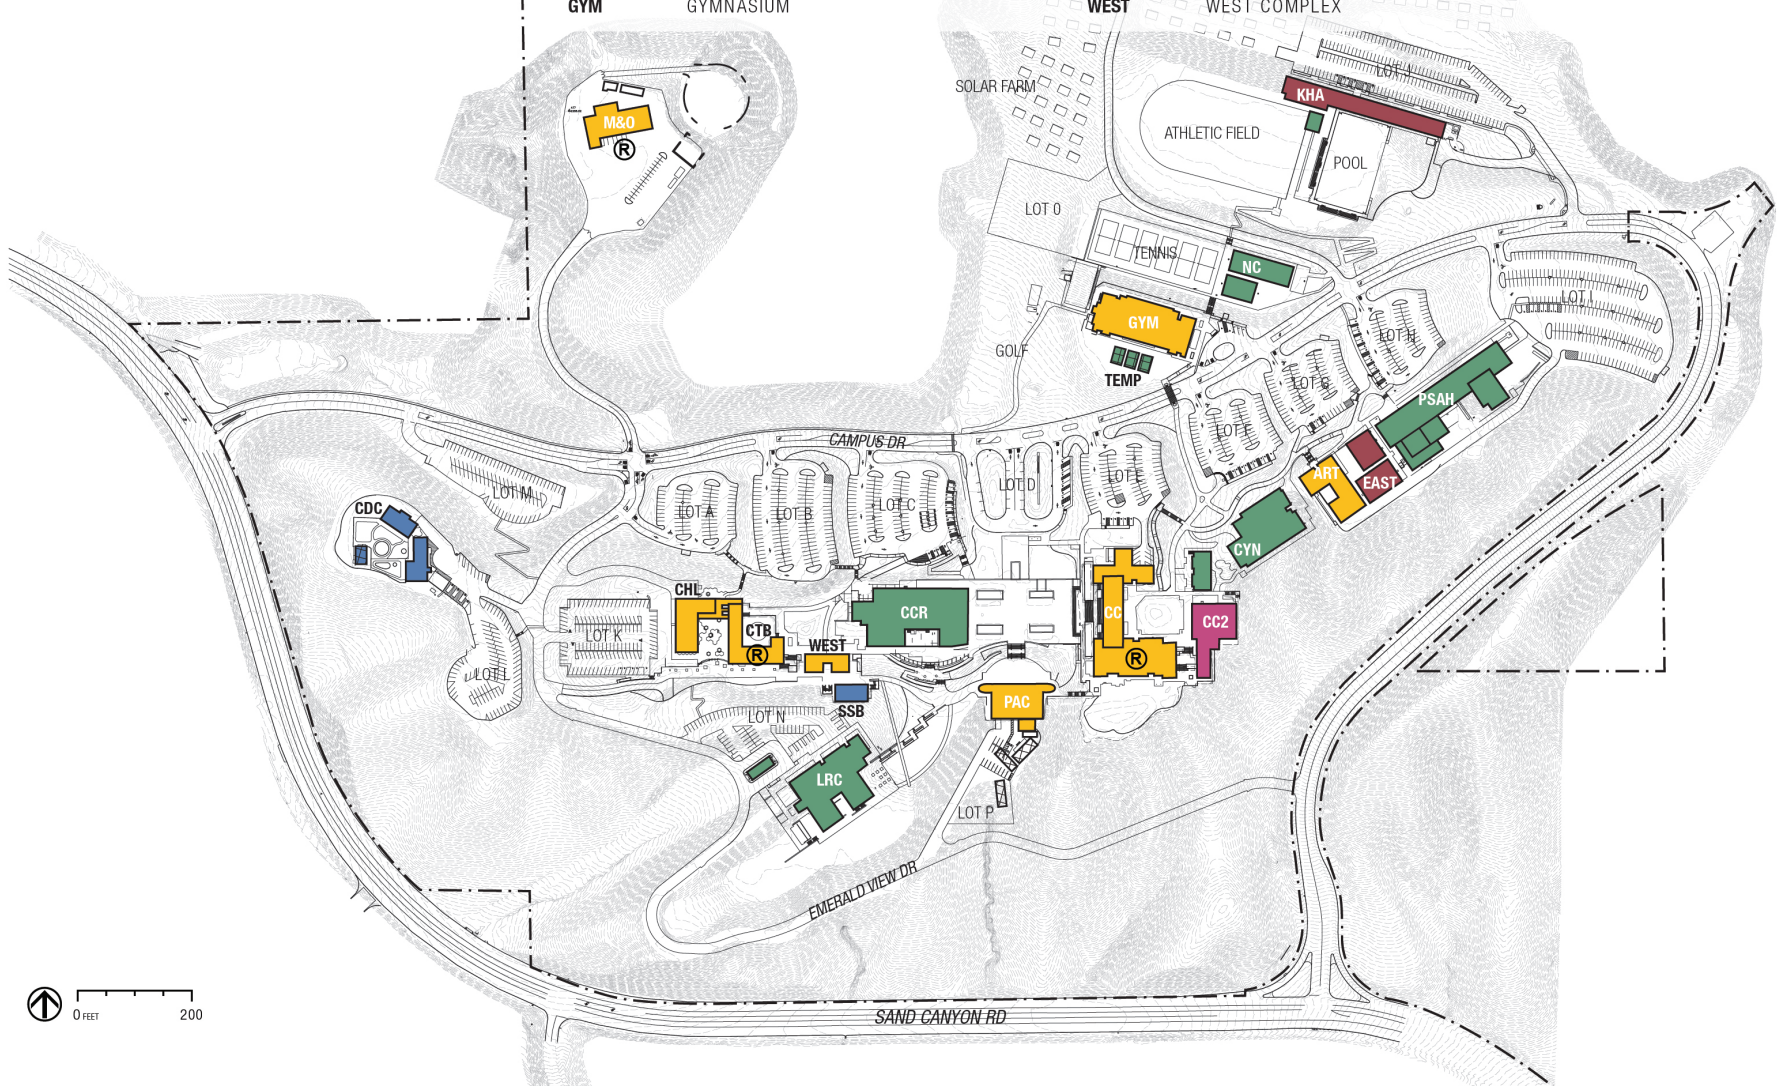 GYM GYMNASIUM WEST WEST COMPLEX
LOT J
SOLAR FARM
KHA
M&O
R
ATHLETIC FIELD
POOL
LOT O
TENNIS
NC
LOT I
GYM
LOT H
GOLF
TEMP
LOT G
PSAH
LOT F
CAMPUS DR
ART
EAST
LOT M
LOT A
LOT B
LOT C
LOT D
LOT E
CDC
CYN
CHL
CCR
CC
CC2
CTB
R
LOT K
WEST
R
LOT L
PAC
SSB
LOT N
LRC
LOT P
EMERALD VIEW DR
0 FEET 200
SAND CANYON RD